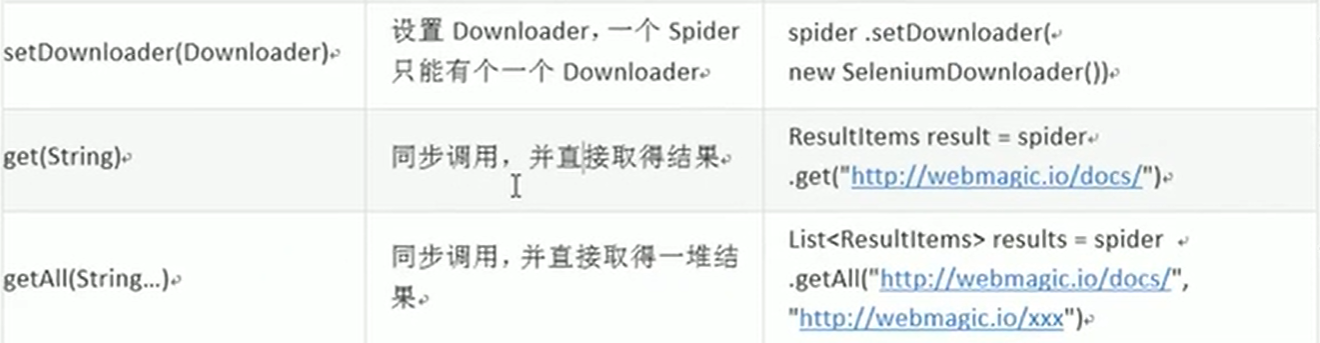 setDownloader(Downloader)
设置 Downloader，一个 Spider
只能有个一个 Downloader
spider .setDownloader(
new SeleniumDownloader())
get(String)
同步调用，并直接取得结果
ResultItems result = spider
.get("http://webmagic.io/docs/")
getAll(String...)
同步调用，并直接取得一堆结
果
List<ResultItems> results = spider
.getAll("http://webmagic.io/docs/",
"http://webmagic.io/xxx")